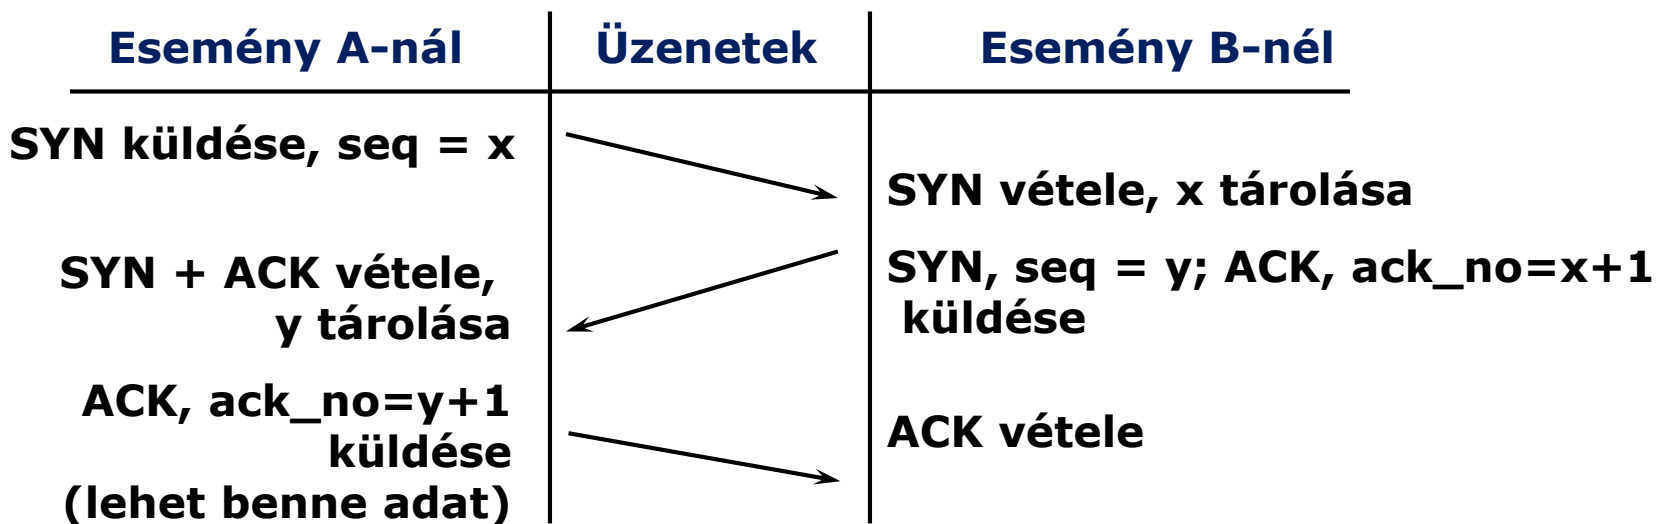 Esemény A-nál
Üzenetek
Esemény B-nél
SYN küldése, seq = x
SYN vétele, x tárolása
SYN, seq = y; ACK, ack_no=x+1
küldése
SYN + ACK vétele,
y tárolása
ACK, ack_no=y+1
küldése
(lehet benne adat)
ACK vétele